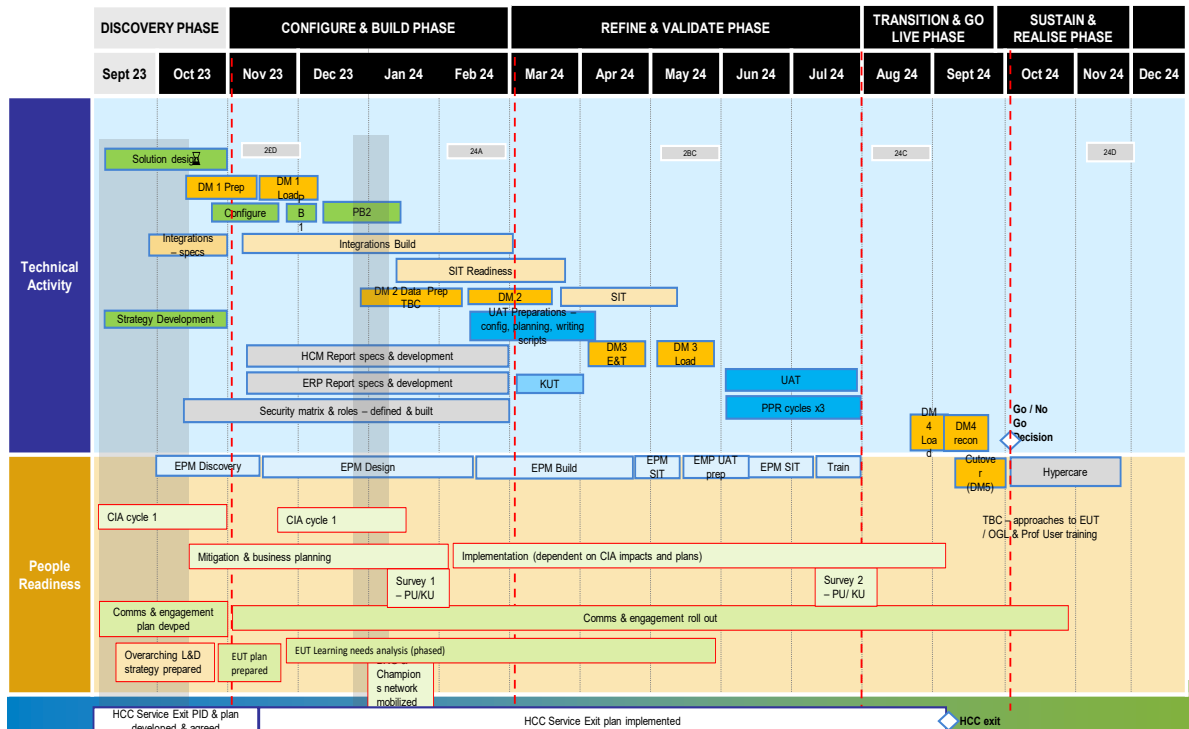 DISCOVERY PHASE
CONFIGURE & BUILD PHASE
REFINE & VALIDATE PHASE
TRANSITION & GO
LIVE PHASE
SUSTAIN &
REALISE PHASE
Sept 23
Oct 23
Nov 23
Dec 23
Jan 24
Feb 24
Mar 24
Apr 24
May 24
Jun 24
Jul 24
Aug 24
Sept 24
Oct 24
Nov 24
Dec 24
Technical
Activity
24A
2BC
24C
24D
Solution design
DM 1 Prep
DM 1
Load
Configure
P
B
1
PB2
Integrations
– specs
Integrations Build
SIT Readiness
DM 2 Data Prep
TBC
DM 2
SIT
Strategy Development
UAT Preparations –
config, planning, writing
scripts
HCM Report specs & development
DM3
E&T
DM 3
Load
ERP Report specs & development
KUT
UAT
Security matrix & roles – defined & built
PPR cycles x3
DM
4
Loa
d
DM4
recon
Go / No
Go
Decision
EPM Discovery
EPM Design
EPM Build
EPM
SIT
EMP UAT
prep
EPM SIT
Train
Cutove
r
(DM5)
Hypercare
People
Readiness
CIA cycle 1
CIA cycle 1
TBC – approaches to EUT
/ OGL & Prof User training
Mitigation & business planning
Implementation (dependent on CIA impacts and plans)
Survey 1
– PU/KU
Survey 2
– PU/ KU
Comms & engagement
plan devped
Comms & engagement roll out
Overarching L&D
strategy prepared
EUT plan
prepared
EUT Learning needs analysis (phased)
Champion
s network
mobilized
HCC Service Exit PID & plan
developed & agreed
HCC Service Exit plan implemented
HCC exit